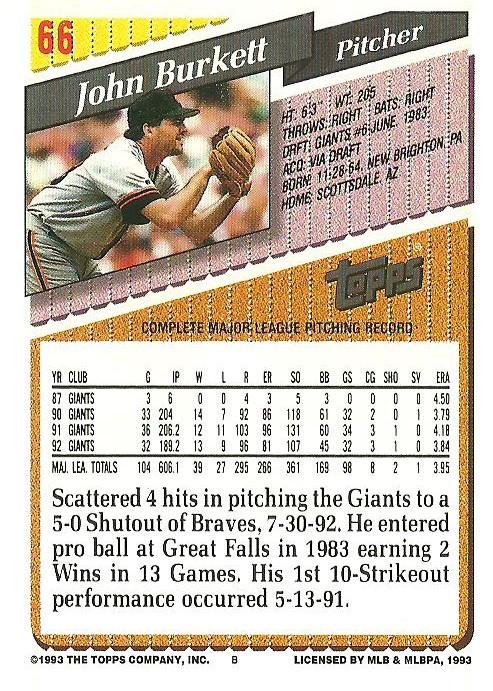 66
John Burkett
Pitcher
HT: 6'3" WT: 205
THROWS: RIGHT BATS: RIGHT
DRFT: GIANTS #6-JUNE, 1983
ACQ: VIA DRAFT
BORN: 11-28-64, NEW BRIGHTON, PA
HOME: SCOTTSDALE, AZ
Topps®
COMPLETE MAJOR LEAGUE PITCHING RECORD
YR CLUB G IP W L R ER SO BB GS CG SHO SV ERA
87 GIANTS 3 6 0 0 4 3 5 3 0 0 0 0 4.50
90 GIANTS 33 204 14 7 92 86 118 61 32 2 0 1 3.79
91 GIANTS 36 206.2 12 11 103 96 131 60 34 3 1 0 4.18
92 GIANTS 32 189.2 13 9 96 81 107 45 32 3 1 0 3.84
MAJ. LEA. TOTALS 104 606.1 39 27 295 266 361 169 98 8 2 1 3.95
Scattered 4 hits in pitching the Giants to a
5-0 Shutout of Braves, 7-30-92. He entered
pro ball at Great Falls in 1983 earning 2
Wins in 13 Games. His 1st 10-Strikeout
performance occurred 5-13-91.
©1993 THE TOPPS COMPANY, INC. B LICENSED BY MLB & MLBPA, 1993